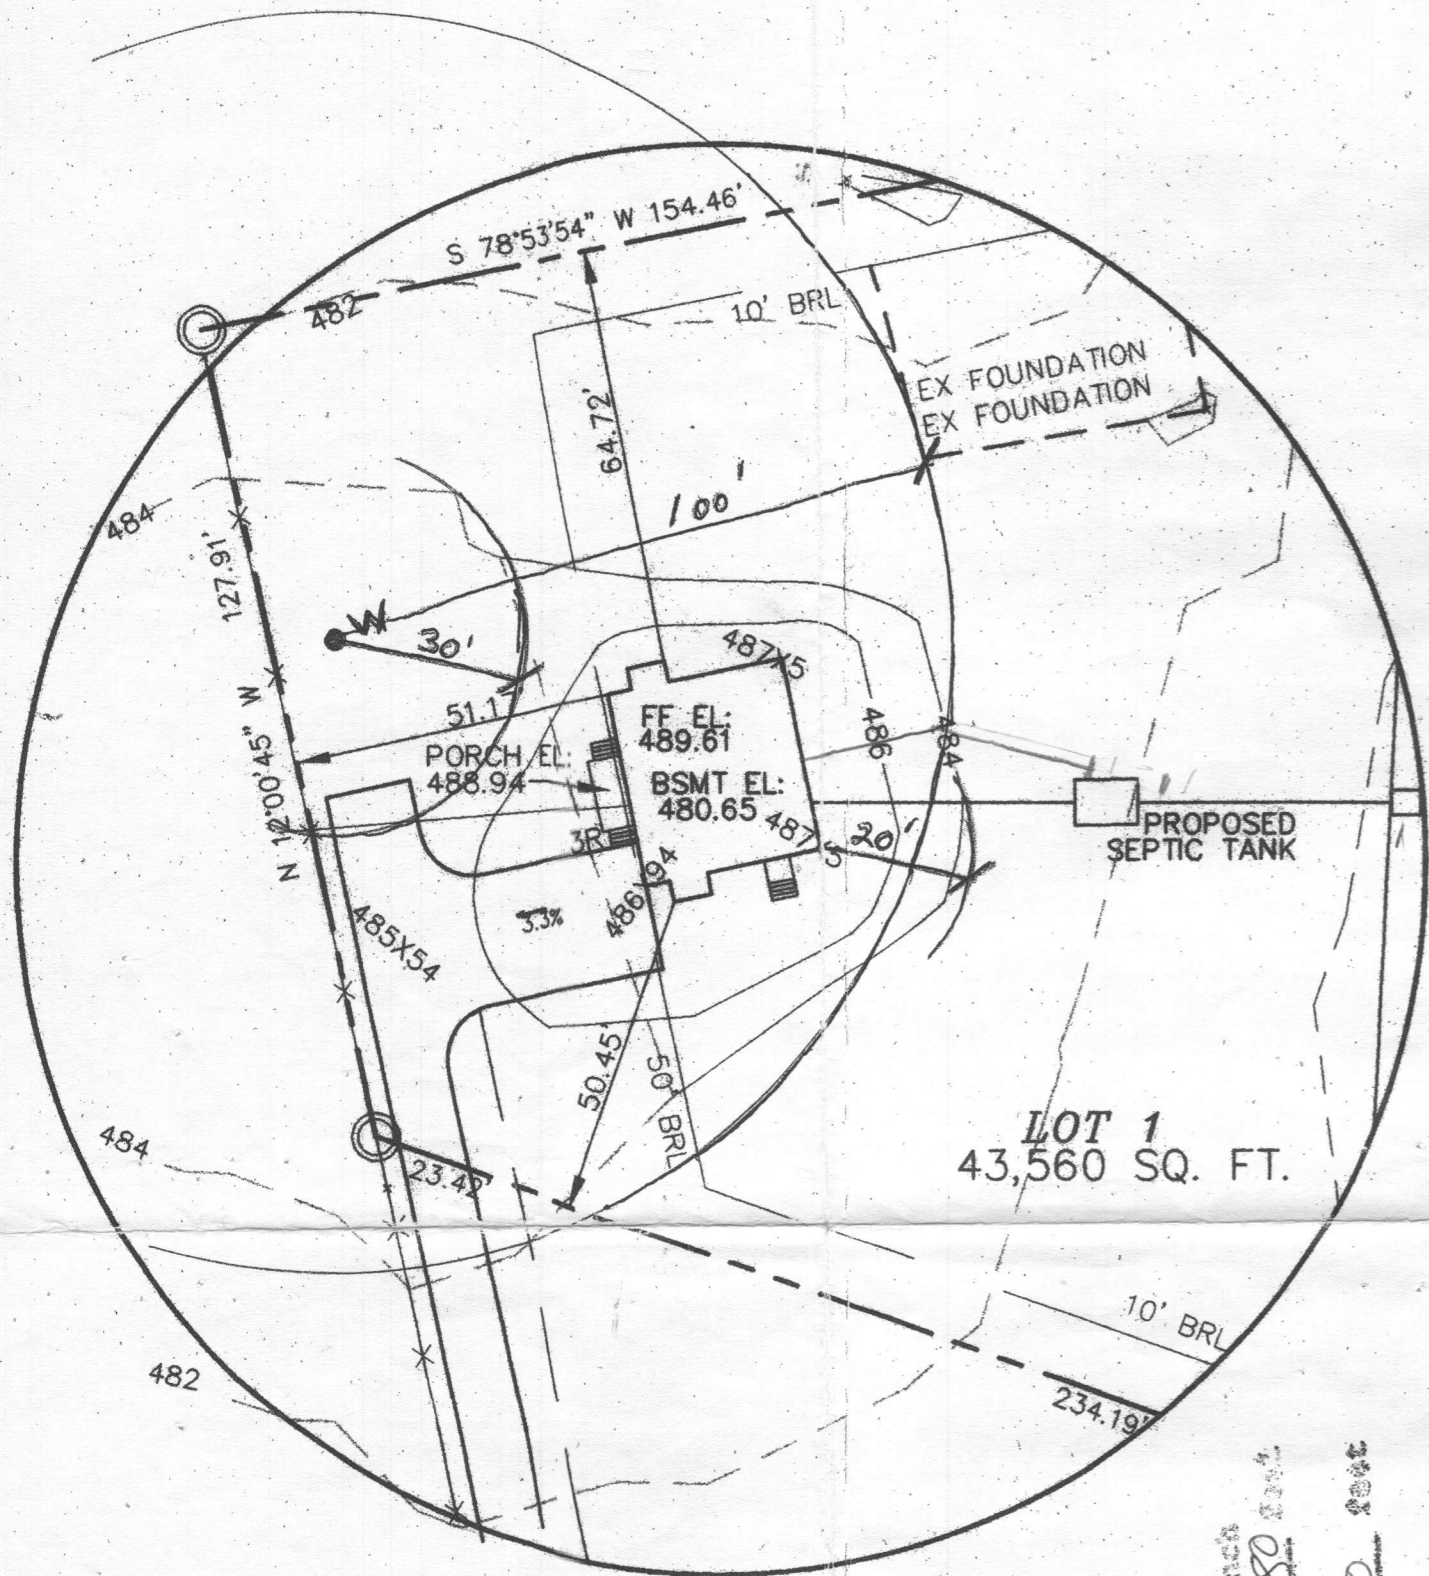 S 78°53'54" W 154.46'
482
10' BRL
64.72'
EX FOUNDATION
EX FOUNDATION
100'
484
127.91'
W
30'
487X5
51.17
FF EL:
489.61
486
484
PORCH EL:
488.94
BSMT EL:
480.65
N 12°00'45" W
3R
487
5
20'
PROPOSED
SEPTIC TANK
486X94
3.3%
485X54
50.45'
50' BRL
LOT 1
43,560 SQ. FT.
484
23.42'
10' BRL
482
234.19'